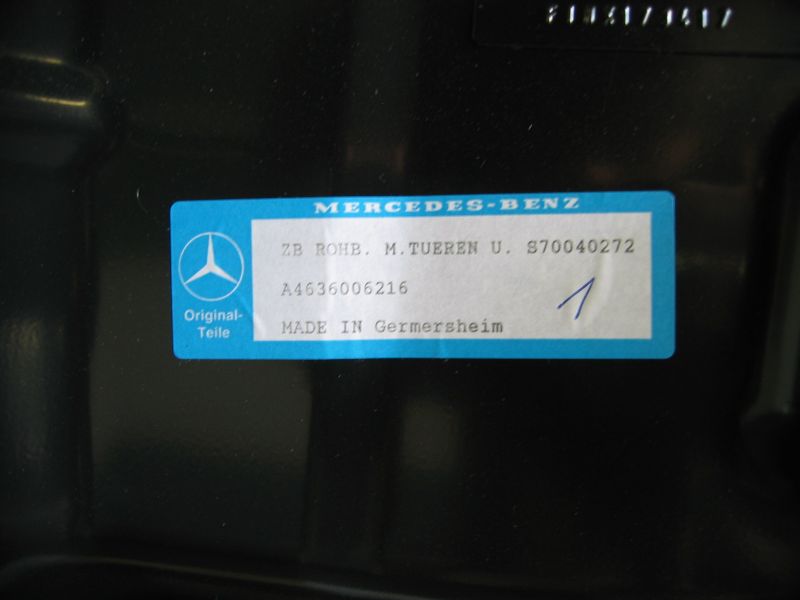 MERCEDES-BENZ
ZB ROHB. M.TUEREN U. S70040272
A4636006216
Original-
Teile
MADE IN Germersheim
1